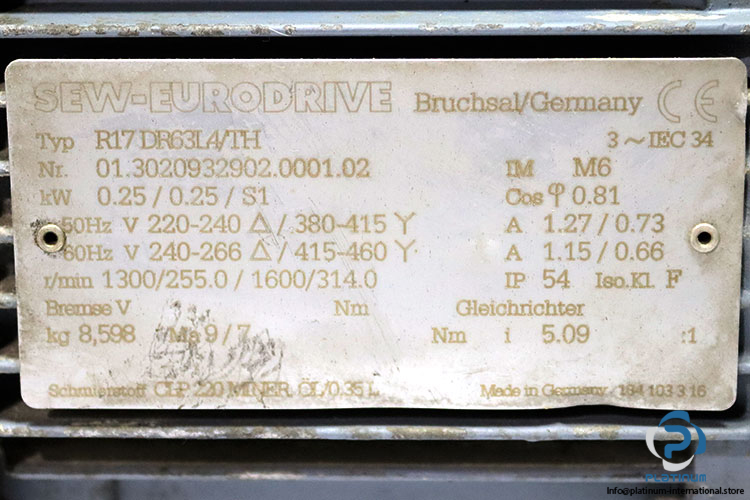 SEW-EURODRIVE Bruchsal/Germany CE
Typ R17 DR63L4/TH 3~IEC 34
Nr. 01.3020932902.0001.02 IM M6
kW 0.25 / 0.25 / S1 Cos φ 0.81
50Hz V 220-240 Δ / 380-415 Y A 1.27 / 0.73
60Hz V 240-266 Δ / 415-460 Y A 1.15 / 0.66
r/min 1300/255.0 / 1600/314.0 IP 54 Iso.Kl. F
Bremse V Nm Gleichrichter
kg 8,598 Ma 9 / 7 Nm i 5.09 :1
Schmierstoff CLP 220 MINER. ÖL/0.35 L Made in Germany 184 103 3 16
PLATINUM
Info@platinum-international.store